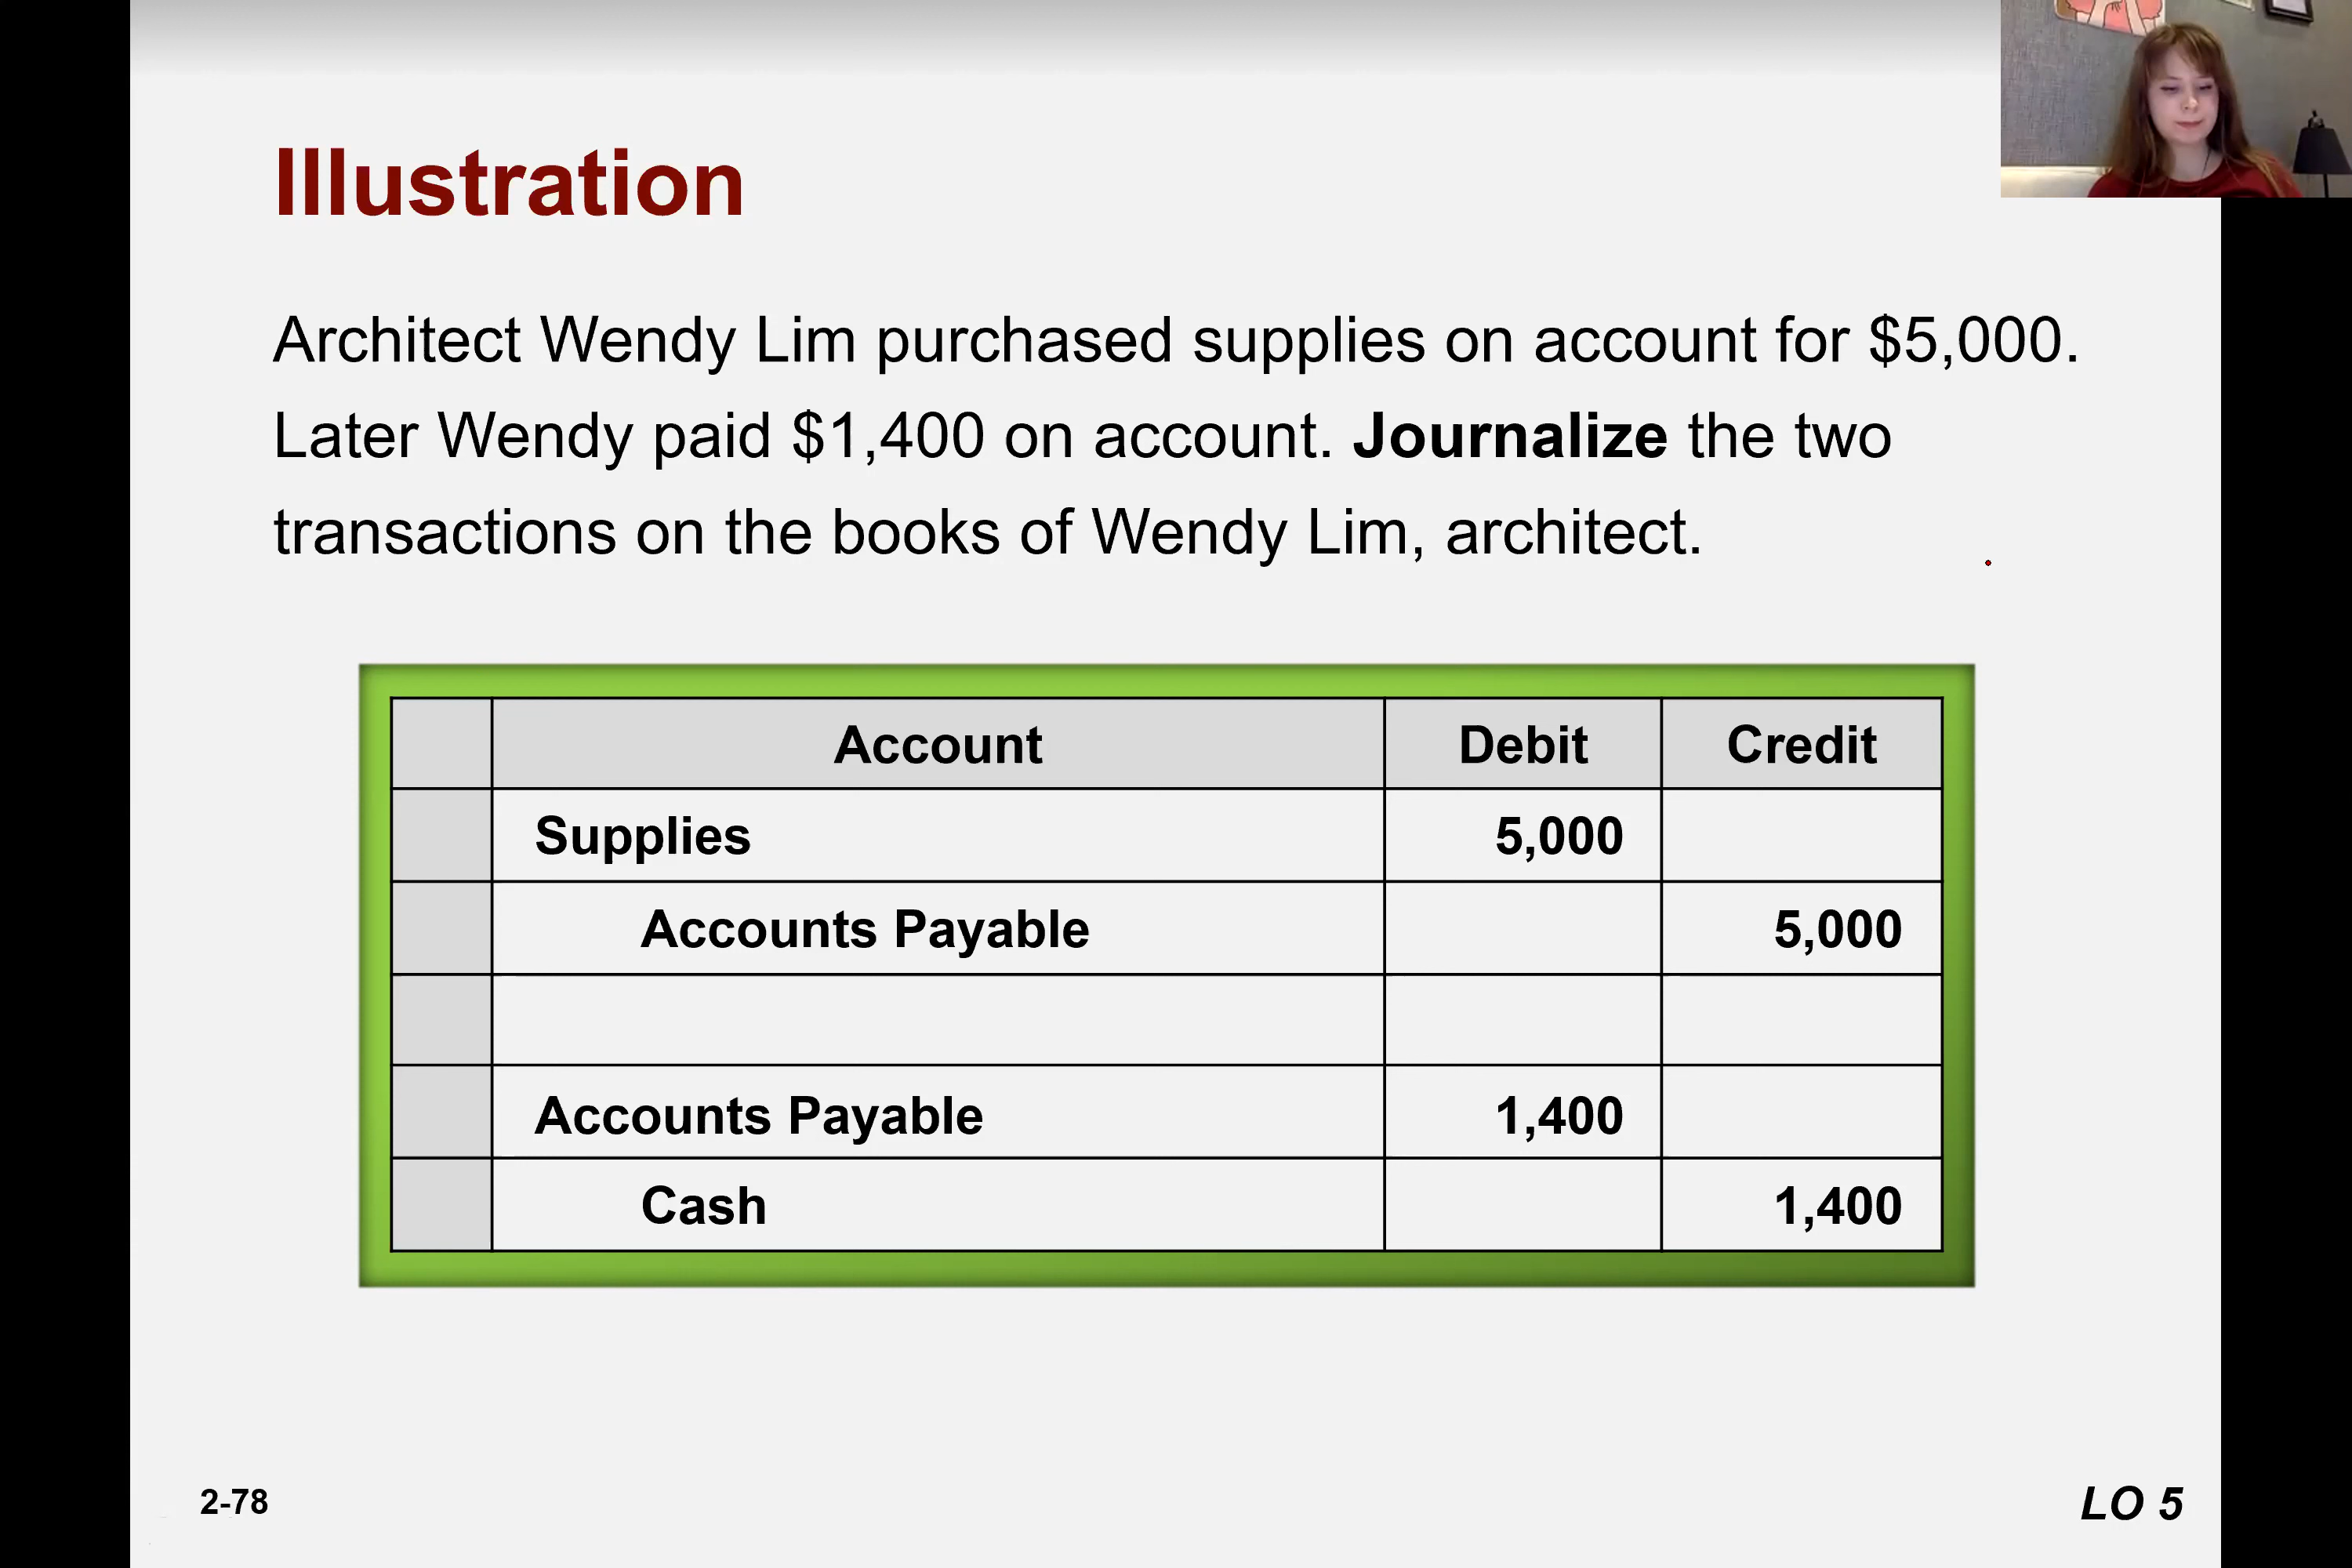 Illustration
Architect Wendy Lim purchased supplies on account for $5,000.
Later Wendy paid $1,400 on account. Journalize the two
transactions on the books of Wendy Lim, architect.
Account Debit Credit
Supplies 5,000
Accounts Payable 5,000
Accounts Payable 1,400
Cash 1,400
2-78 LO 5